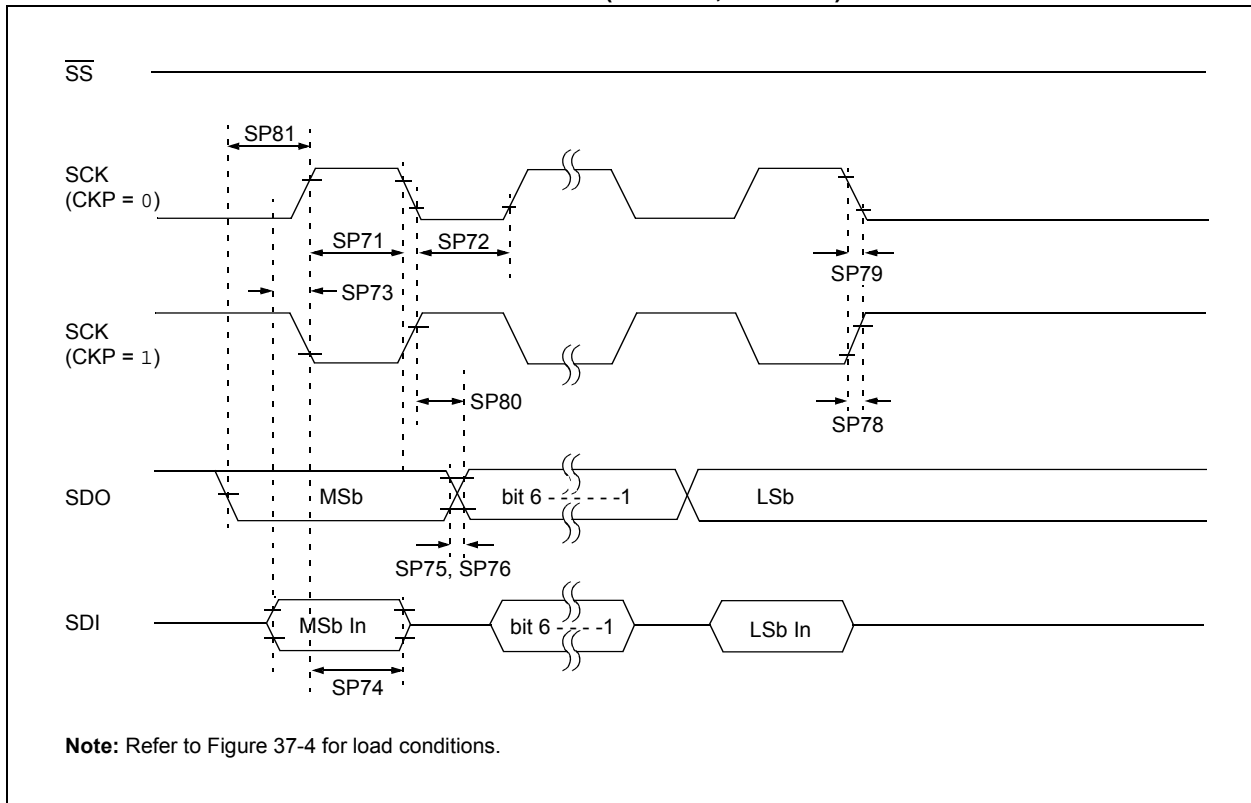 SS
SP81
SCK
(CKP = 0)
SP71
SP72
SP79
SP73
SCK
(CKP = 1)
SP80
SP78
SDO
MSb
bit 6 - - - - - -1
LSb
SP75, SP76
SDI
MSb In
bit 6 - - - -1
LSb In
SP74
Note: Refer to Figure 37-4 for load conditions.